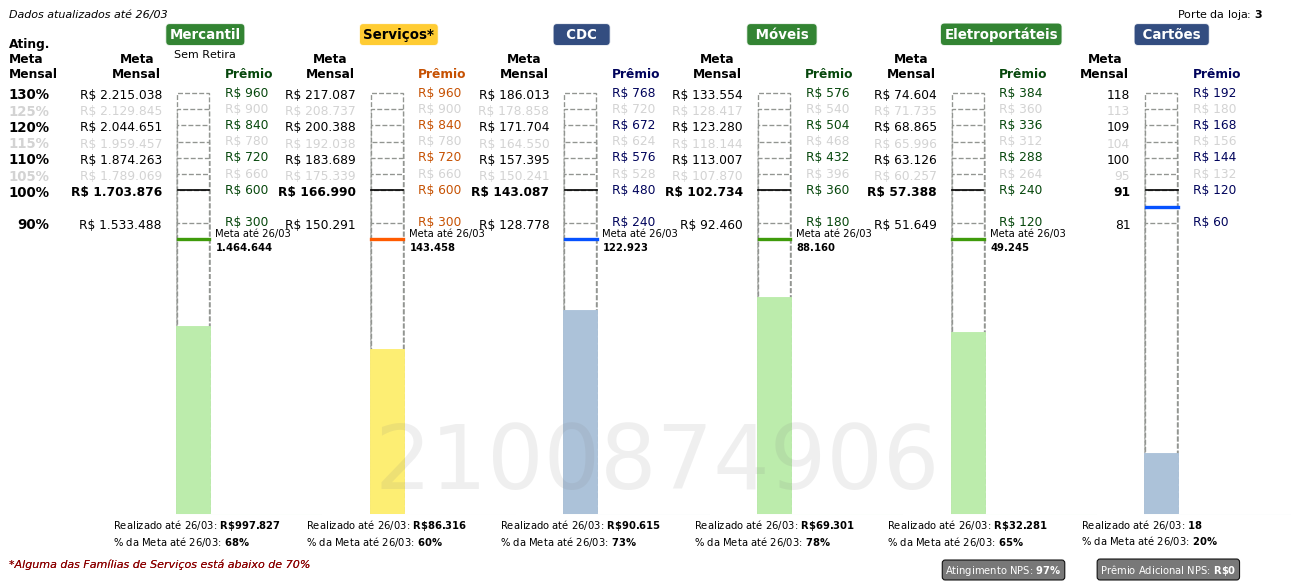 Dados atualizados até 26/03
Porte da loja: 3
Mercantil Serviços* CDC Móveis Eletroportáteis Cartões
Sem Retira
Ating. Meta Mensal
Meta Mensal Prêmio Meta Mensal Prêmio Meta Mensal Prêmio Meta Mensal Prêmio Meta Mensal Prêmio Meta Mensal Prêmio
130% R$ 2.215.038 R$ 960 R$ 217.087 R$ 960 R$ 186.013 R$ 768 R$ 133.554 R$ 576 R$ 74.604 R$ 384 118 R$ 192
125% R$ 2.129.845 R$ 900 R$ 208.737 R$ 900 R$ 178.858 R$ 720 R$ 128.417 R$ 540 R$ 71.735 R$ 360 113 R$ 180
120% R$ 2.044.651 R$ 840 R$ 200.388 R$ 840 R$ 171.704 R$ 672 R$ 123.280 R$ 504 R$ 68.865 R$ 336 109 R$ 168
115% R$ 1.959.457 R$ 780 R$ 192.038 R$ 780 R$ 164.550 R$ 624 R$ 118.144 R$ 468 R$ 65.996 R$ 312 104 R$ 156
110% R$ 1.874.263 R$ 720 R$ 183.689 R$ 720 R$ 157.395 R$ 576 R$ 113.007 R$ 432 R$ 63.126 R$ 288 100 R$ 144
105% R$ 1.789.069 R$ 660 R$ 175.339 R$ 660 R$ 150.241 R$ 528 R$ 107.870 R$ 396 R$ 60.257 R$ 264 95 R$ 132
100% R$ 1.703.876 R$ 600 R$ 166.990 R$ 600 R$ 143.087 R$ 480 R$ 102.734 R$ 360 R$ 57.388 R$ 240 91 R$ 120
90% R$ 1.533.488 R$ 300 R$ 150.291 R$ 300 R$ 128.778 R$ 240 R$ 92.460 R$ 180 R$ 51.649 R$ 120 81 R$ 60
Meta até 26/03 Meta até 26/03 Meta até 26/03 Meta até 26/03 Meta até 26/03
1.464.644 143.458 122.923 88.160 49.245
2100874906
Realizado até 26/03: R$997.827 Realizado até 26/03: R$86.316 Realizado até 26/03: R$90.615 Realizado até 26/03: R$69.301 Realizado até 26/03: R$32.281 Realizado até 26/03: 18
% da Meta até 26/03: 68% % da Meta até 26/03: 60% % da Meta até 26/03: 73% % da Meta até 26/03: 78% % da Meta até 26/03: 65% % da Meta até 26/03: 20%
*Alguma das Famílias de Serviços está abaixo de 70%
Atingimento NPS: 97% Prêmio Adicional NPS: R$0